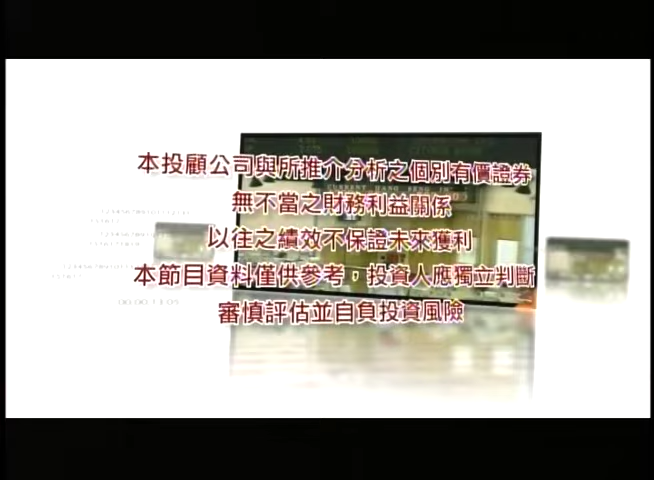 本投顧公司與所推介分析之個別有價證券
無不當之財務利益關係
以往之績效不保證未來獲利
本節目資料僅供參考，投資人應獨立判斷
審慎評估並自負投資風險